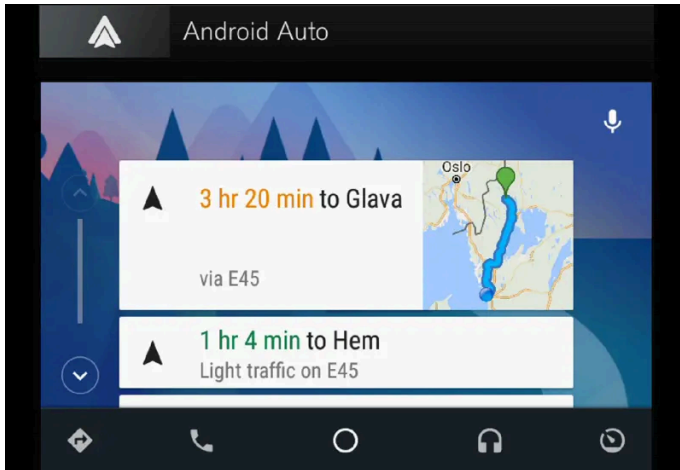 Android Auto
3 hr 20 min to Glava
Oslo
via E45
1 hr 4 min to Hem
Light traffic on E45